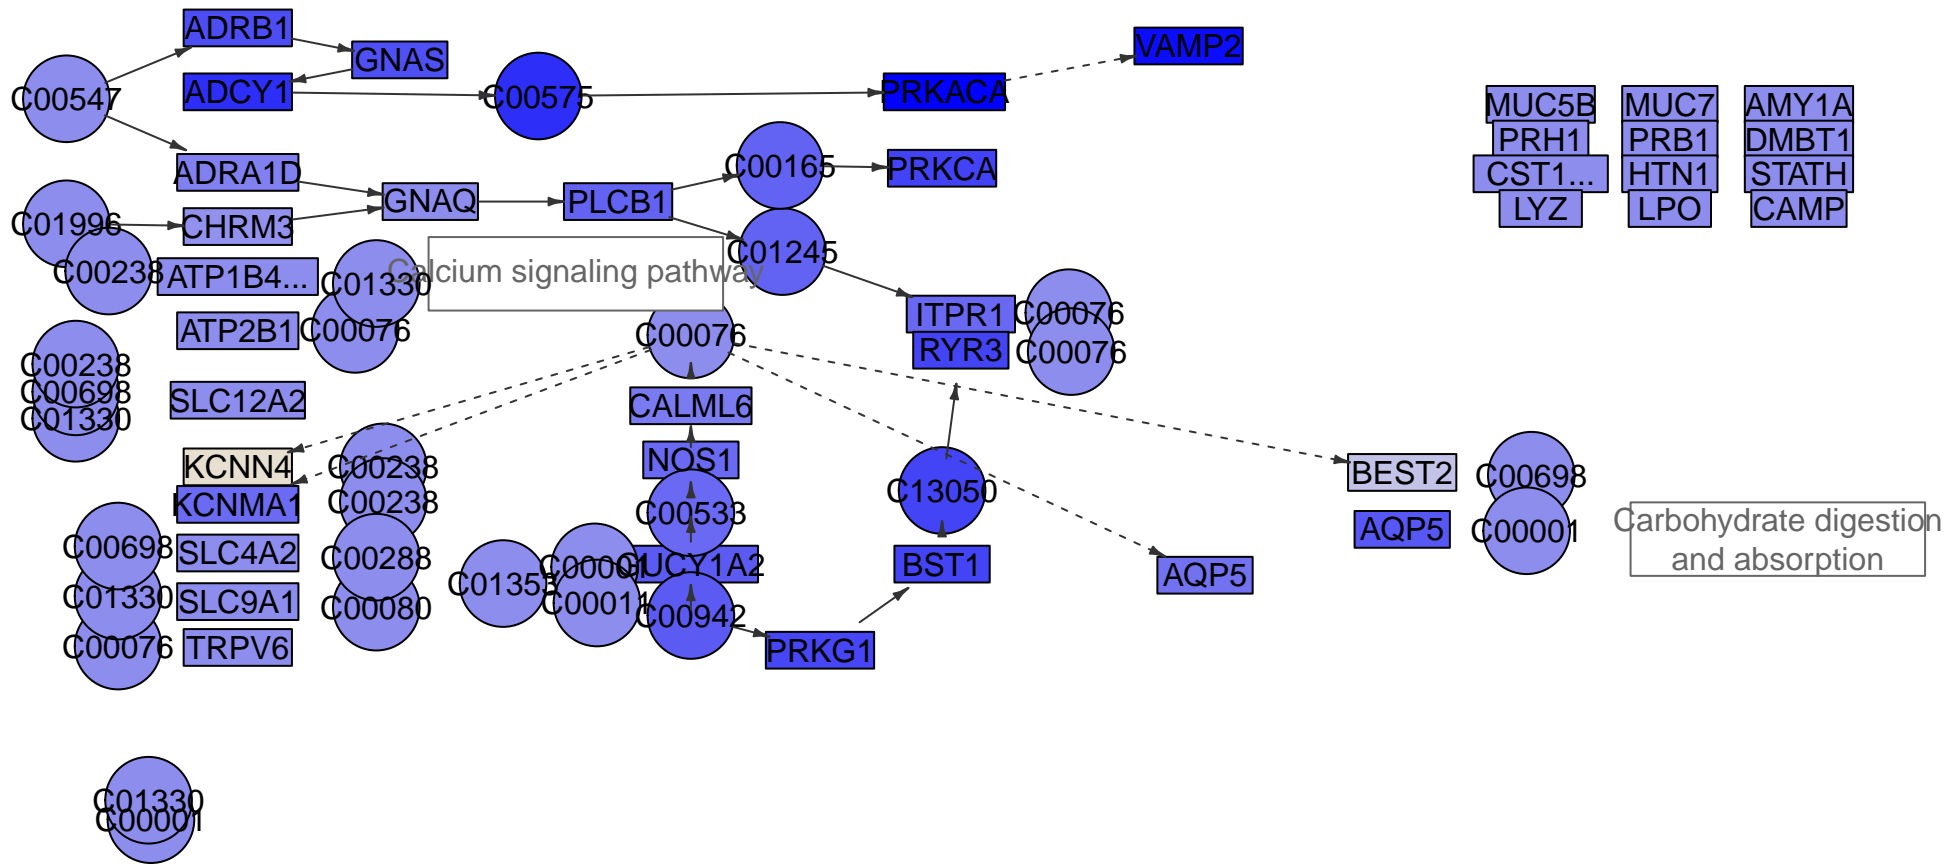 ADRB1
GNAS
VAMP2
C00547
ADCY1
C00575
PRKACA
MUC5B
MUC7
AMY1A
PRH1
PRB1
DMBT1
CST1...
HTN1
STATH
LYZ
LPO
CAMP
ADRA1D
C00165
PRKCA
GNAQ
PLCB1
C01996
CHRM3
C01245
C00238
ATP1B4...
C01330
Calcium signaling pathway
ATP2B1
C00076
C00076
ITPR1
C00076
RYR3
C00076
C00238
C00698
C01330
SLC12A2
CALML6
KCNN4
C00238
NOS1
BEST2
C00698
KCNMA1
C00238
C00533
C13050
AQP5
C00001
Carbohydrate digestion
and absorption
C00698
SLC4A2
C00288
C01353
C00001
GUCY1A2
BST1
AQP5
C01330
SLC9A1
C00080
C00011
C00942
C00076
TRPV6
PRKG1
C01330
C00001